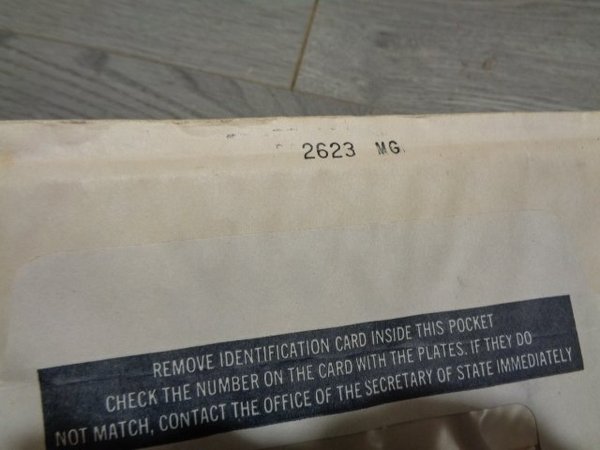 2623 MG
REMOVE IDENTIFICATION CARD INSIDE THIS POCKET
CHECK THE NUMBER ON THE CARD WITH THE PLATES. IF THEY DO
NOT MATCH, CONTACT THE OFFICE OF THE SECRETARY OF STATE IMMEDIATELY